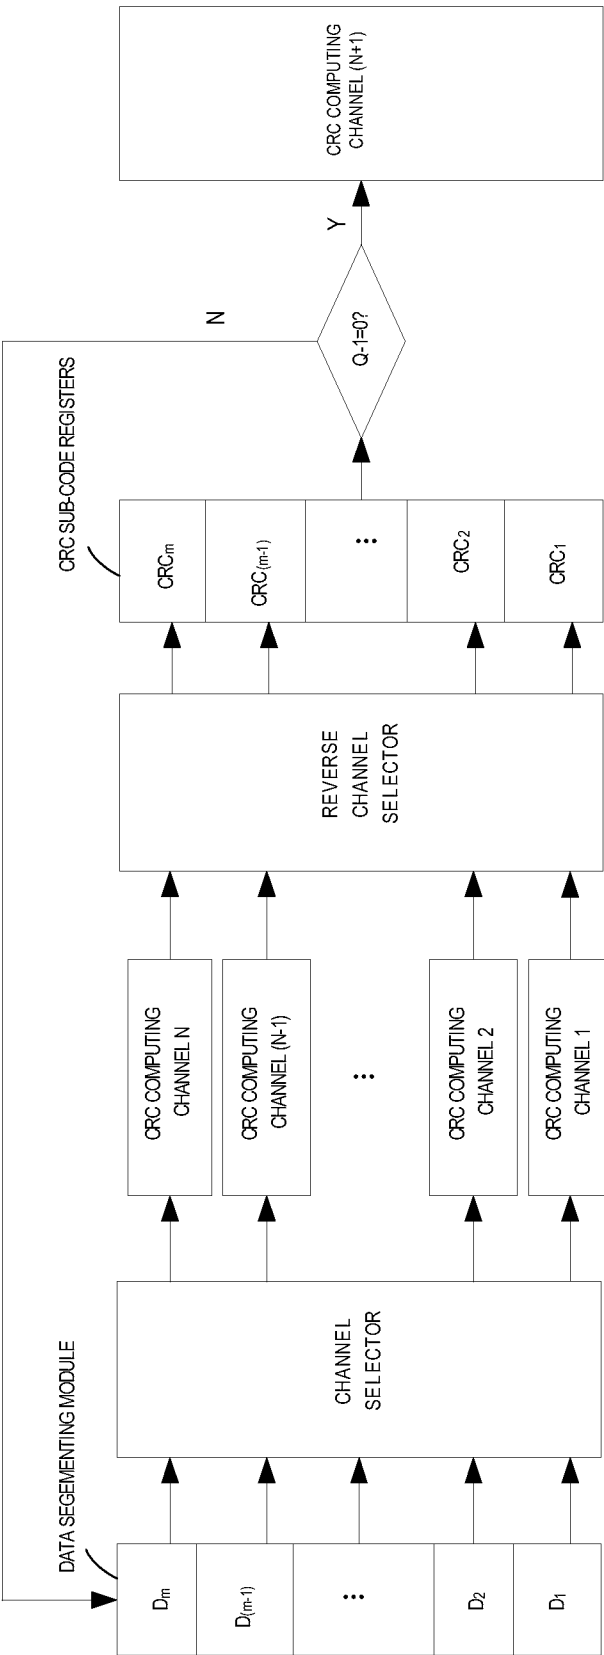 DATA SEGEMENTING MODULE
Dm
D(m-1)
...
D2
D1
CHANNEL
SELECTOR
CRC COMPUTING
CHANNEL N
CRC COMPUTING
CHANNEL (N-1)
...
CRC COMPUTING
CHANNEL 2
CRC COMPUTING
CHANNEL 1
REVERSE
CHANNEL
SELECTOR
CRC SUB-CODE REGISTERS
CRCm
CRC(m-1)
...
CRC2
CRC1
N
Q-1=0?
Y
CRC COMPUTING
CHANNEL (N+1)